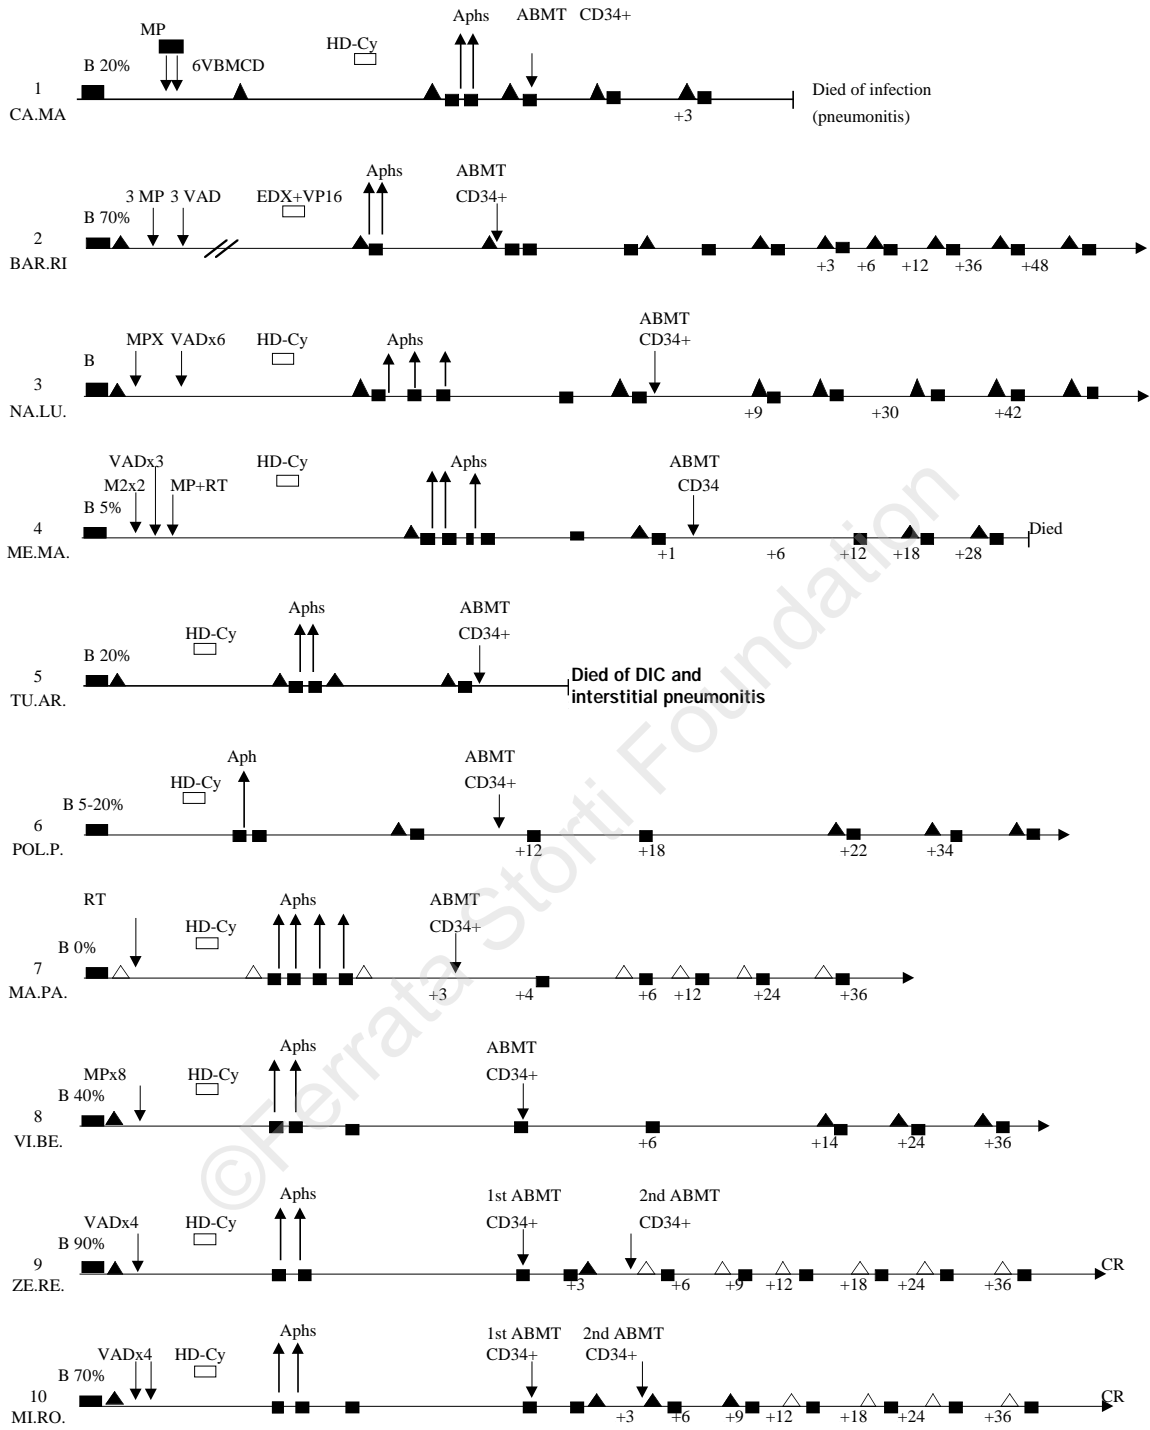 MP
Aphs
ABMT CD34+
HD-Cy
B 20%
6VBMCD
1
CA.MA
Died of infection
(pneumonitis)
+3
Aphs
ABMT
CD34+
3 MP 3 VAD
EDX+VP16
B 70%
2
BAR.RI
+3 +6 +12 +36 +48
ABMT
CD34+
MPX VADx6
HD-Cy
Aphs
B
3
NA.LU.
+9 +30 +42
VADx3
HD-Cy
Aphs
ABMT
CD34
M2x2
MP+RT
B 5%
4
ME.MA.
Died
+1 +6 +12 +18 +28
Aphs
ABMT
CD34+
HD-Cy
B 20%
5
TU.AR.
Died of DIC and
interstitial pneumonitis
Aph
ABMT
CD34+
HD-Cy
B 5-20%
6
POL.P.
+12 +18 +22 +34
RT
Aphs
ABMT
CD34+
HD-Cy
B 0%
7
MA.PA.
+3 +4 +6 +12 +24 +36
Aphs
ABMT
CD34+
MPx8
HD-Cy
B 40%
8
VI.BE.
+6 +14 +24 +36
Aphs
1st ABMT
CD34+
2nd ABMT
CD34+
VADx4
HD-Cy
B 90%
9
ZE.RE.
CR
+3 +6 +9 +12 +18 +24 +36
Aphs
1st ABMT
CD34+
2nd ABMT
CD34+
VADx4
HD-Cy
B 70%
10
MI.RO.
CR
+3 +6 +9 +12 +18 +24 +36
©Ferrata Storti Foundation